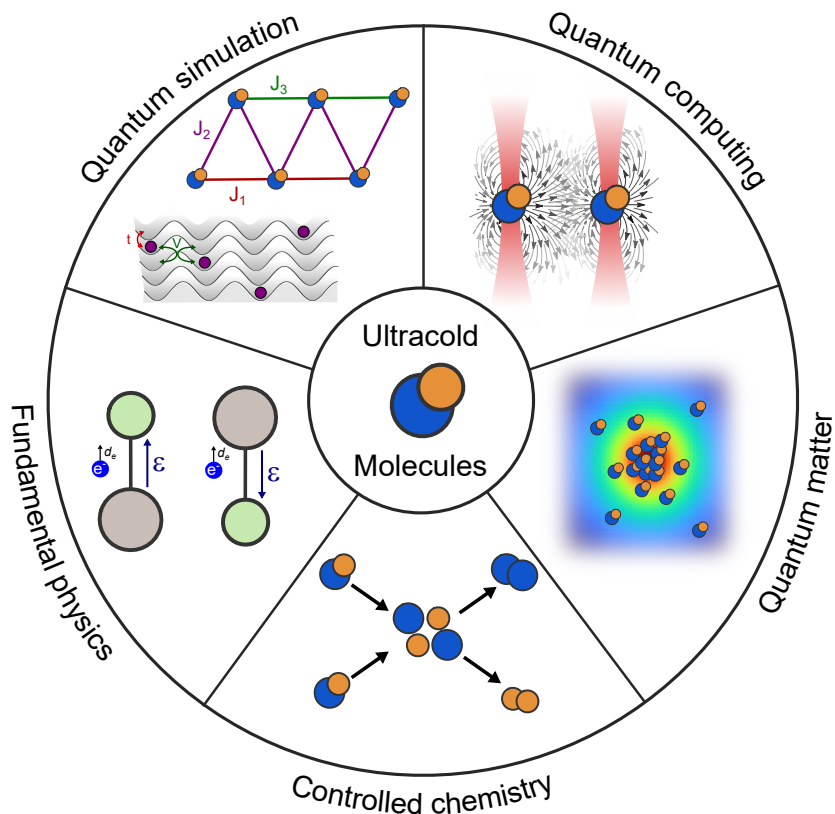 Quantum simulation
Quantum computing
J₃
J₂
J₁
t
V
Ultracold
Molecules
Fundamental physics
dₑ
e⁻
ε
dₑ
e⁻
ε
Quantum matter
Controlled chemistry